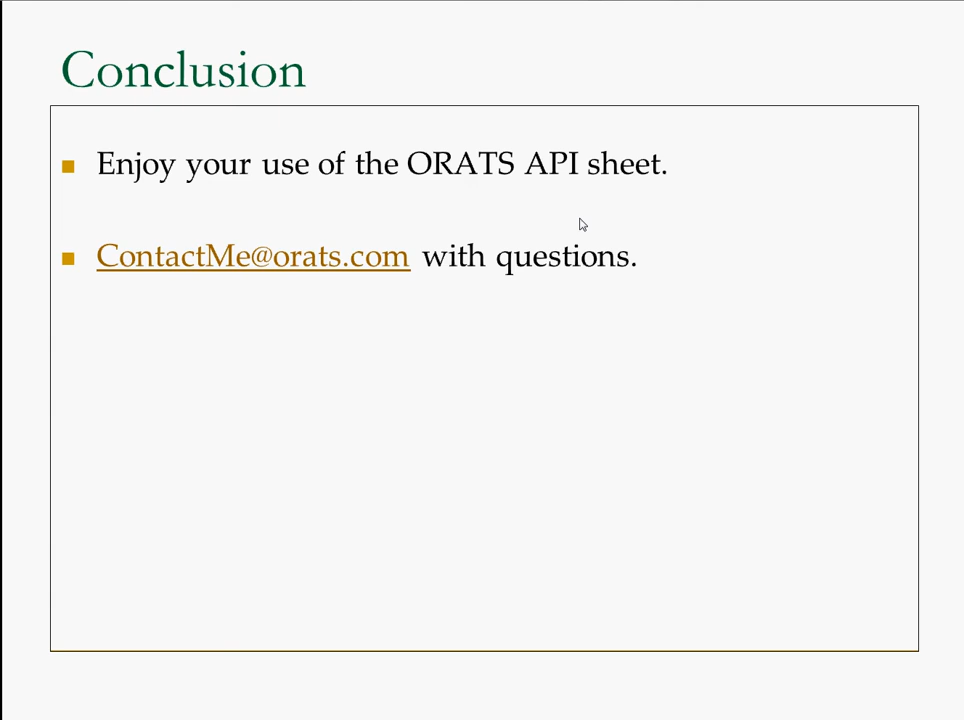 Conclusion
Enjoy your use of the ORATS API sheet.
ContactMe@orats.com with questions.